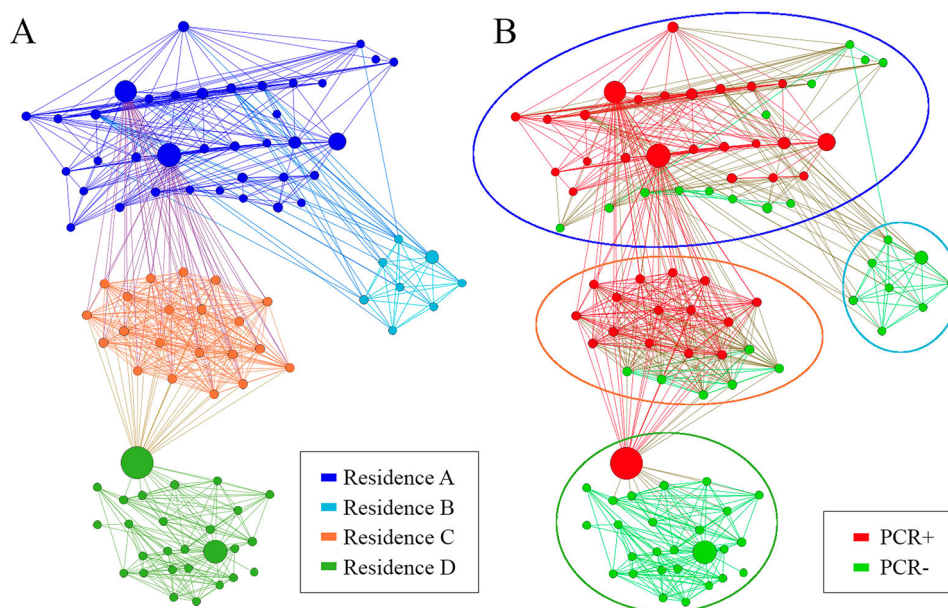 A
B
Residence A
Residence B
Residence C
Residence D
PCR+
PCR-